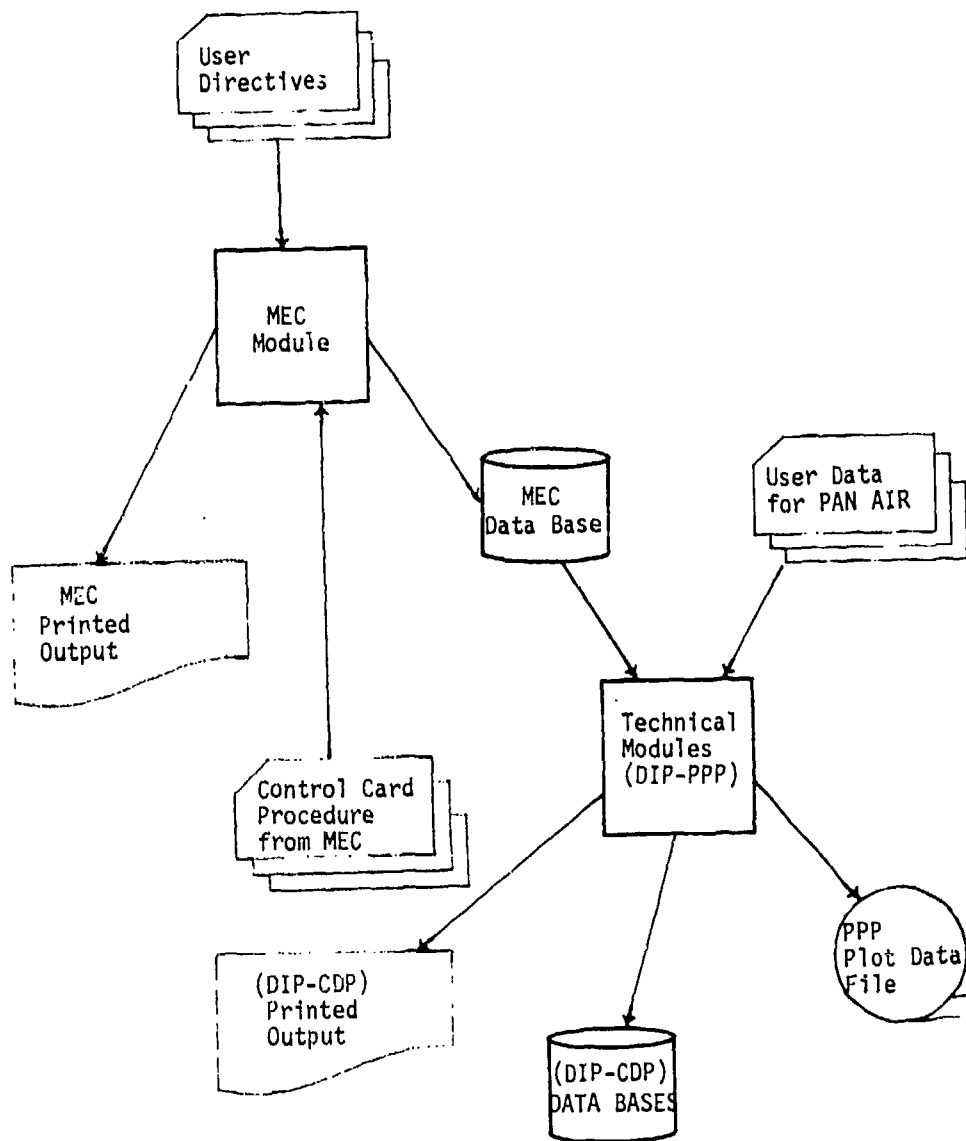 User
Directives
MEC
Module
MEC
Data Base
User Data
for PAN AIR
MEC
Printed
Output
Technical
Modules
(DIP-PPP)
Control Card
Procedure
from MEC
PPP
Plot Data
File
(DIP-CDP)
Printed
Output
(DIP-CDP)
DATA BASES